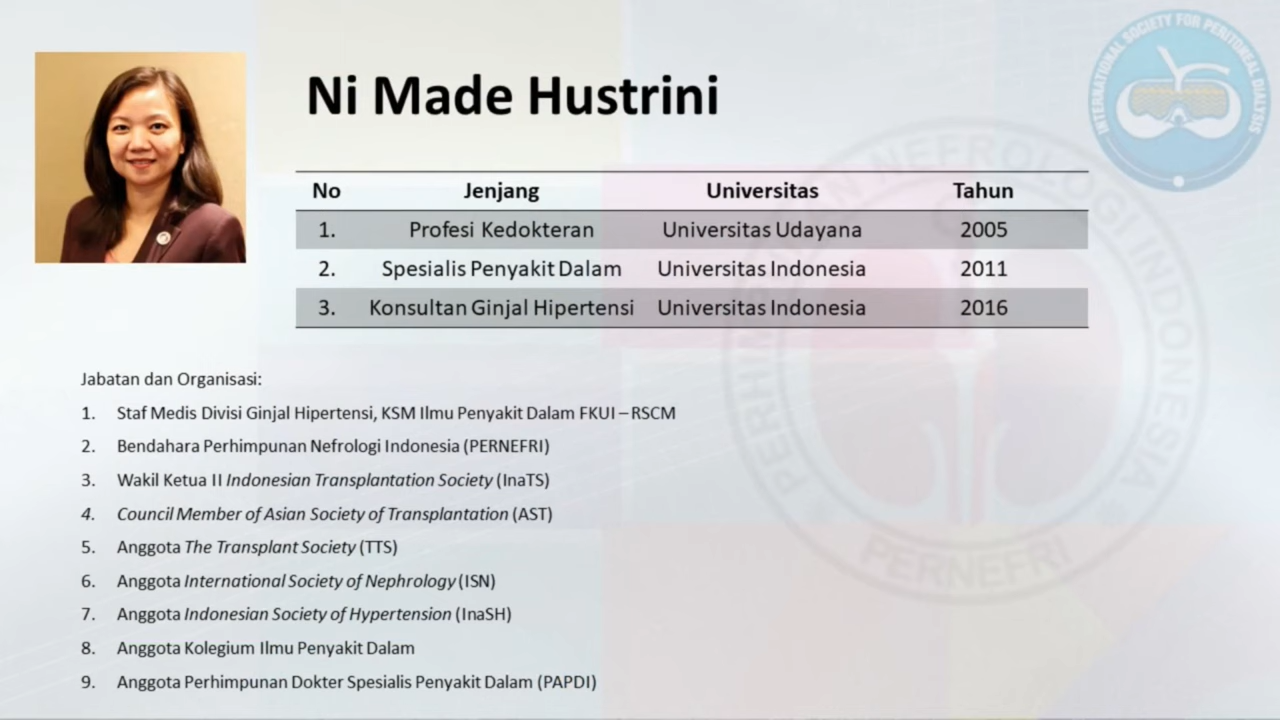 Ni Made Hustrini
INTERNATIONAL SOCIETY FOR PERITONEAL DIALYSIS
No Jenjang Universitas Tahun
1. Profesi Kedokteran Universitas Udayana 2005
2. Spesialis Penyakit Dalam Universitas Indonesia 2011
3. Konsultan Ginjal Hipertensi Universitas Indonesia 2016
Jabatan dan Organisasi:
1. Staf Medis Divisi Ginjal Hipertensi, KSM Ilmu Penyakit Dalam FKUI – RSCM
2. Bendahara Perhimpunan Nefrologi Indonesia (PERNEFRI)
3. Wakil Ketua II Indonesian Transplantation Society (InaTS)
4. Council Member of Asian Society of Transplantation (AST)
5. Anggota The Transplant Society (TTS)
6. Anggota International Society of Nephrology (ISN)
7. Anggota Indonesian Society of Hypertension (InaSH)
8. Anggota Kolegium Ilmu Penyakit Dalam
9. Anggota Perhimpunan Dokter Spesialis Penyakit Dalam (PAPDI)
PERHIMPUNAN NEFROLOGI INDONESIA
PERNEFRI